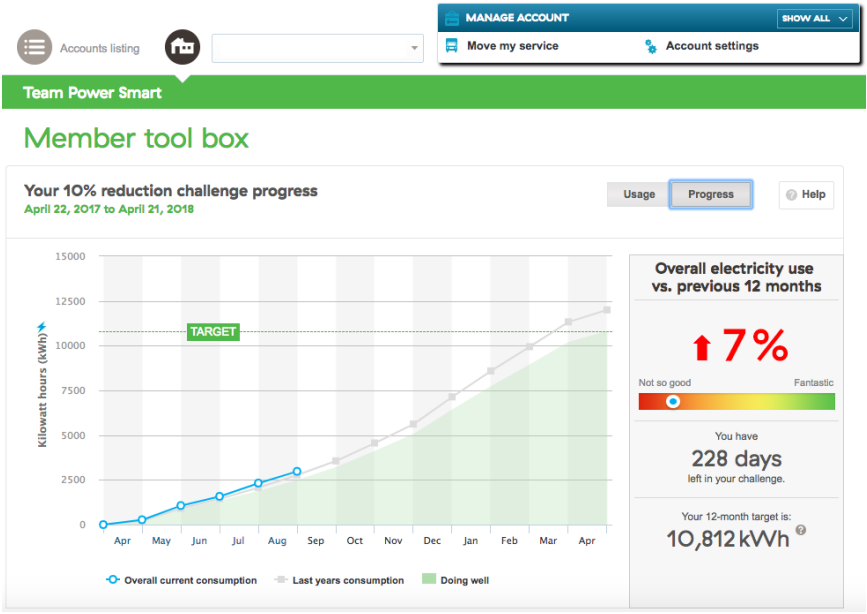 MANAGE ACCOUNT
SHOW ALL
Accounts listing
Move my service
Account settings
Team Power Smart
Member tool box
Your 10% reduction challenge progress
April 22, 2017 to April 21, 2018
Usage
Progress
? Help
15000
12500
10000
7500
5000
2500
0
Kilowatt hours (kWh)
TARGET
Apr May Jun Jul Aug Sep Oct Nov Dec Jan Feb Mar Apr
Overall current consumption
Last years consumption
Doing well
Overall electricity use
vs. previous 12 months
7%
Not so good
Fantastic
You have
228 days
left in your challenge.
Your 12-month target is:
10,812 kWh ?